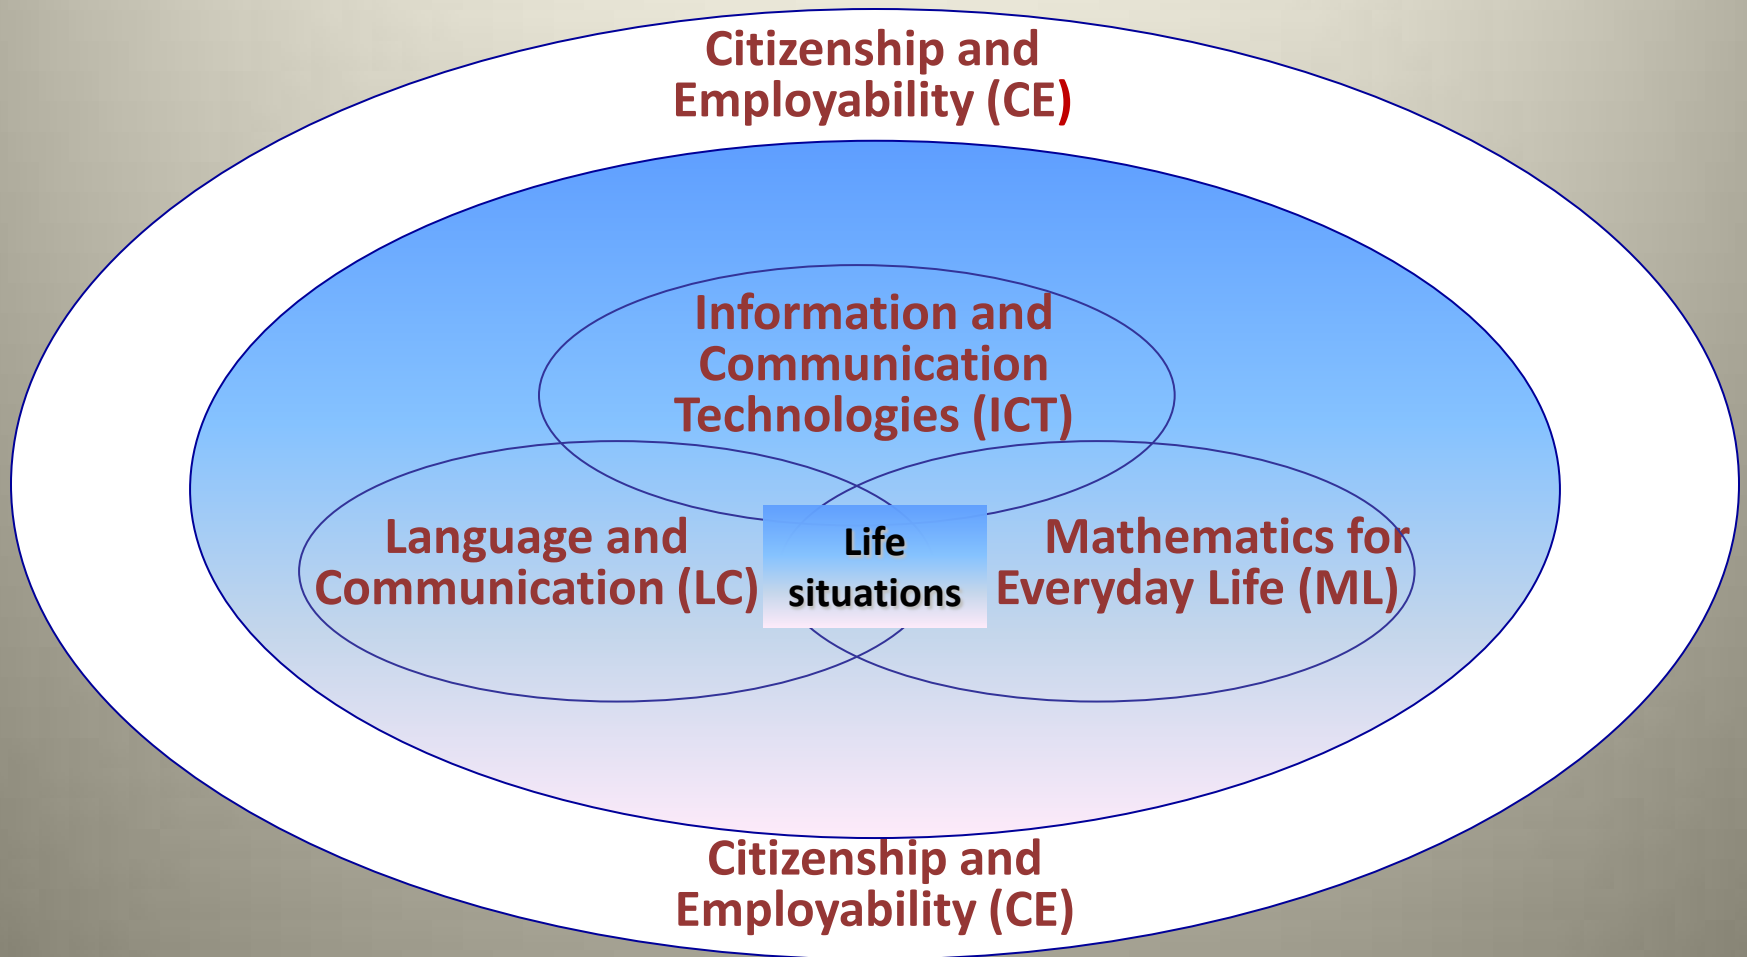 Citizenship and
Employability (CE)
Information and
Communication
Technologies (ICT)
Language and
Communication (LC)
Life
situations
Mathematics for
Everyday Life (ML)
Citizenship and
Employability (CE)